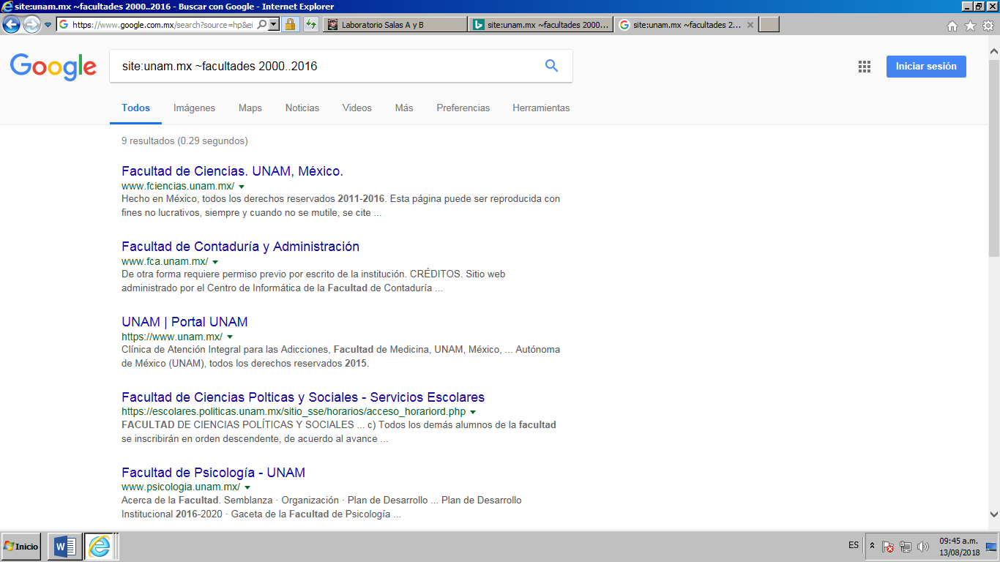 site:unam.mx ~facultades 2000..2016 - Buscar con Google - Internet Explorer
https://www.google.com.mx/search?source=hp&ei
Laboratorio Salas A y B
site:unam.mx ~facultades 2000...
site:unam.mx ~facultades 2...
Google
site:unam.mx ~facultades 2000..2016
Iniciar sesión
Todos Imágenes Maps Noticias Videos Más Preferencias Herramientas
9 resultados (0.29 segundos)
Facultad de Ciencias. UNAM, México.
www.fciencias.unam.mx/
Hecho en México, todos los derechos reservados 2011-2016. Esta página puede ser reproducida con
fines no lucrativos, siempre y cuando no se mutile, se cite ...
Facultad de Contaduría y Administración
www.fca.unam.mx/
De otra forma requiere permiso previo por escrito de la institución. CRÉDITOS. Sitio web
administrado por el Centro de Informática de la Facultad de Contaduría ...
UNAM | Portal UNAM
https://www.unam.mx/
Clínica de Atención Integral para las Adicciones, Facultad de Medicina, UNAM, México, ... Autónoma
de México (UNAM), todos los derechos reservados 2015.
Facultad de Ciencias Polticas y Sociales - Servicios Escolares
https://escolares.politicas.unam.mx/sitio_sse/horarios/acceso_horariord.php
FACULTAD DE CIENCIAS POLÍTICAS Y SOCIALES ... c) Todos los demás alumnos de la facultad
se inscribirán en orden descendente, de acuerdo al avance ...
Facultad de Psicología - UNAM
www.psicologia.unam.mx/
Acerca de la Facultad. Semblanza · Organización · Plan de Desarrollo ... Plan de Desarrollo
Institucional 2016-2020 · Gaceta de la Facultad de Psicología ...
Inicio
ES
09:45 a.m.
13/08/2018